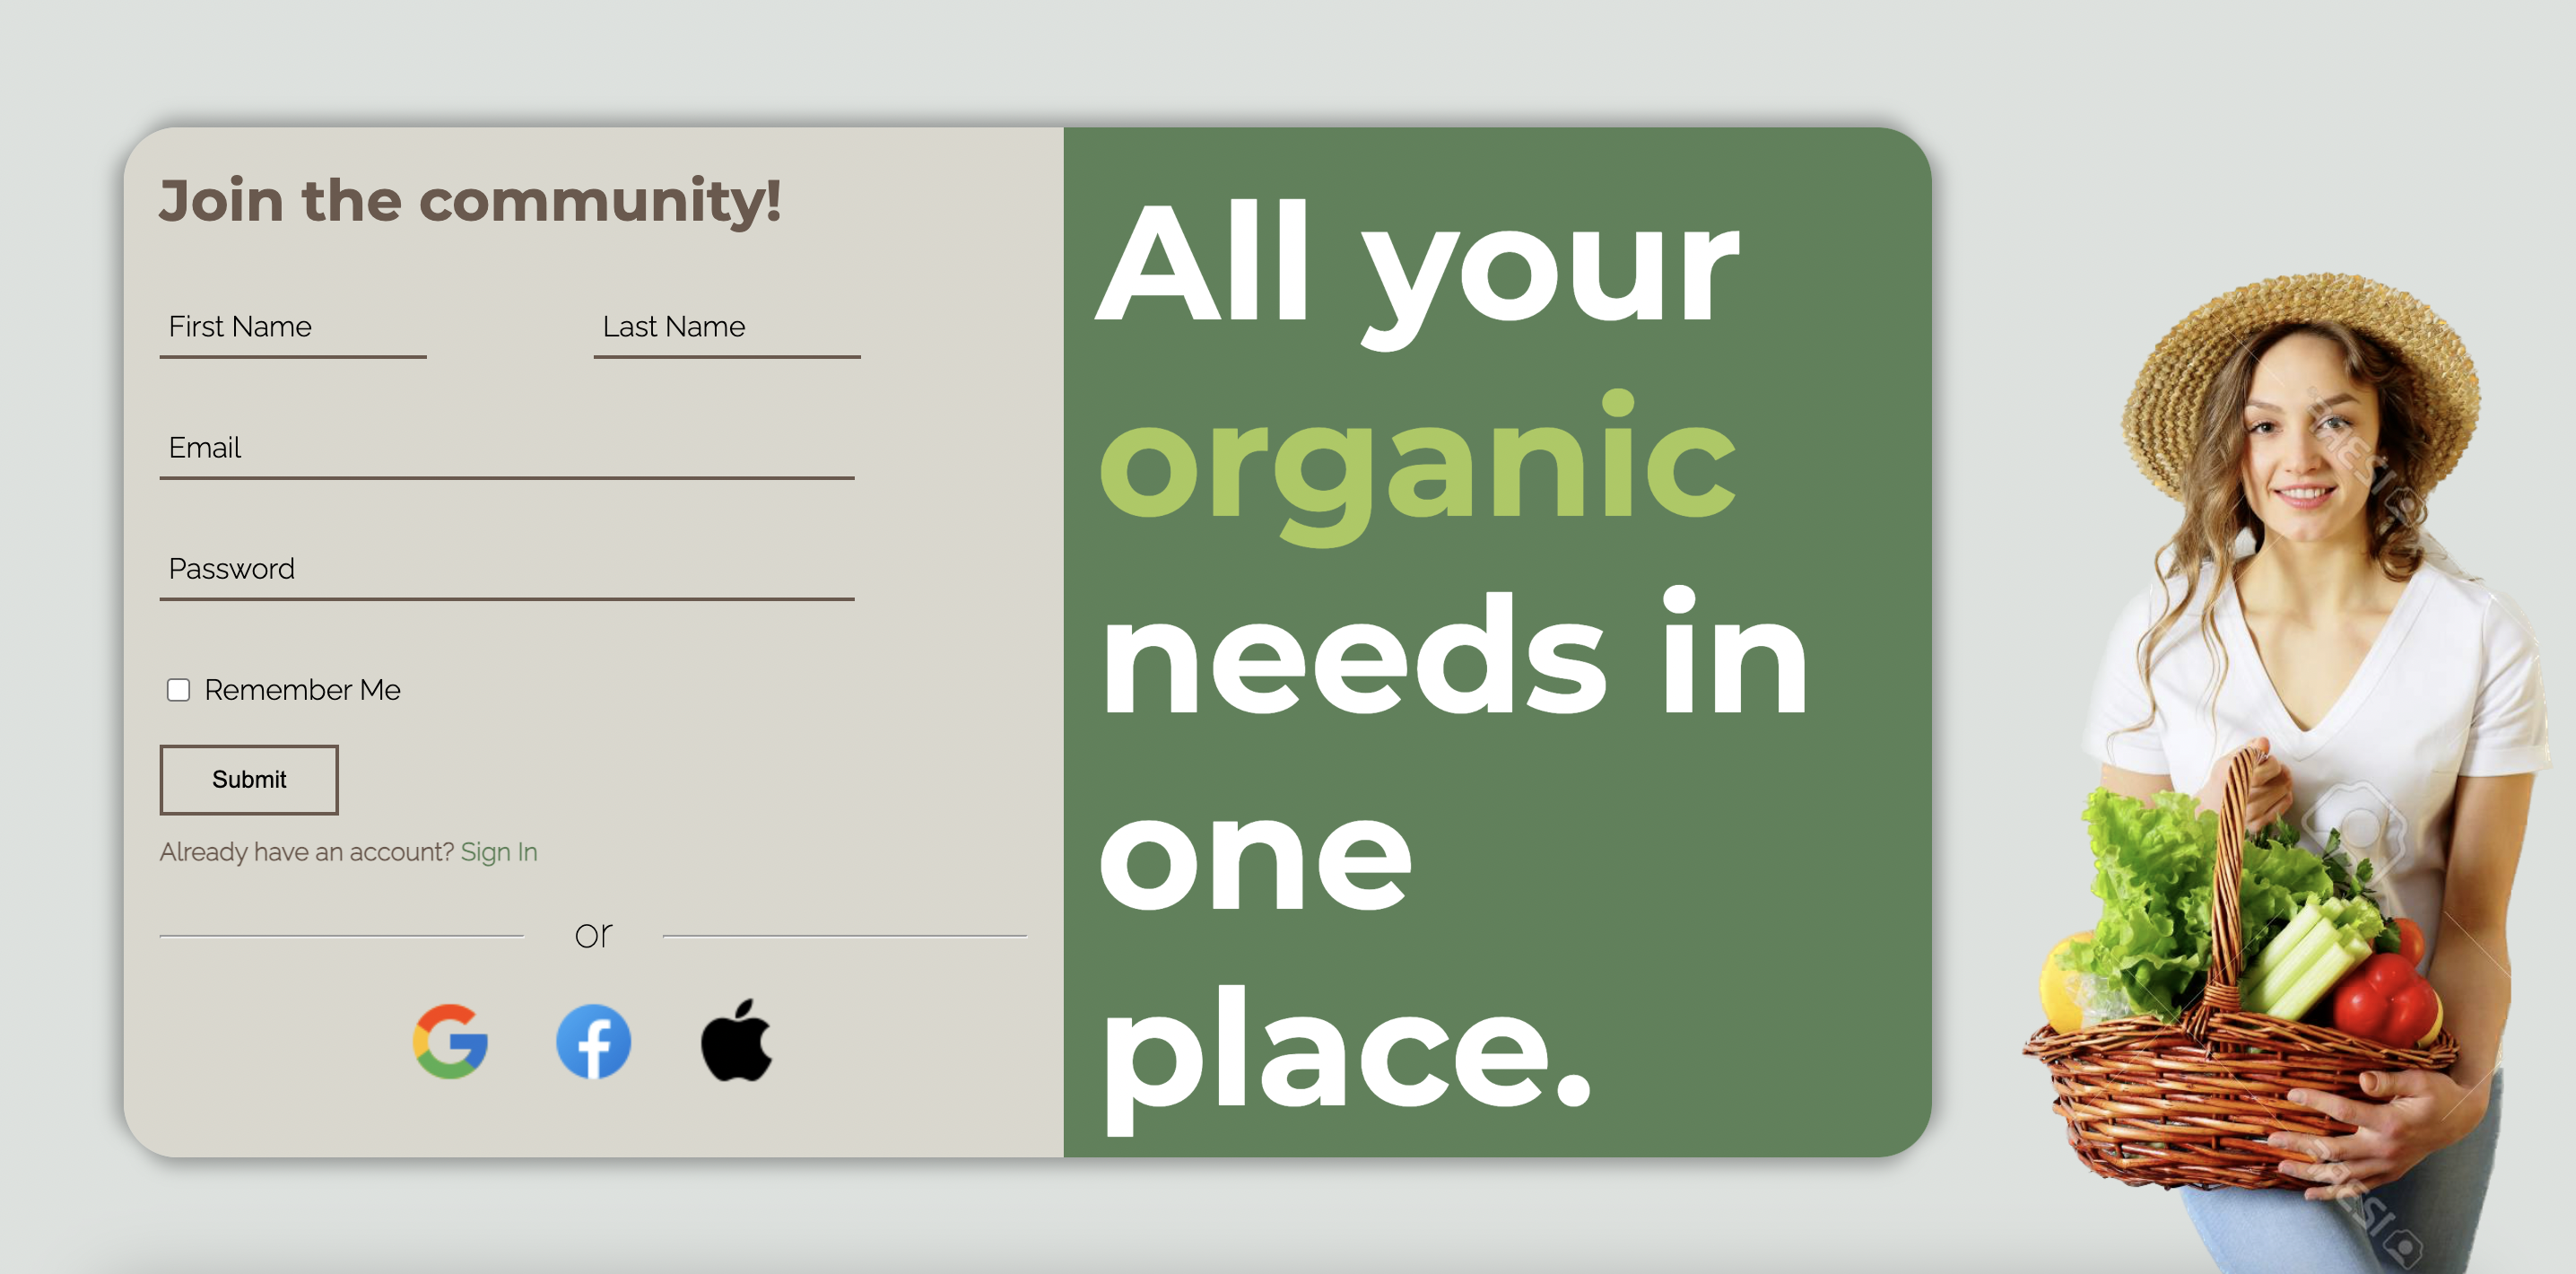 Join the community!
First Name
Last Name
Email
Password
Remember Me
Submit
Already have an account? Sign In
or
All your
organic
needs in
one
place.